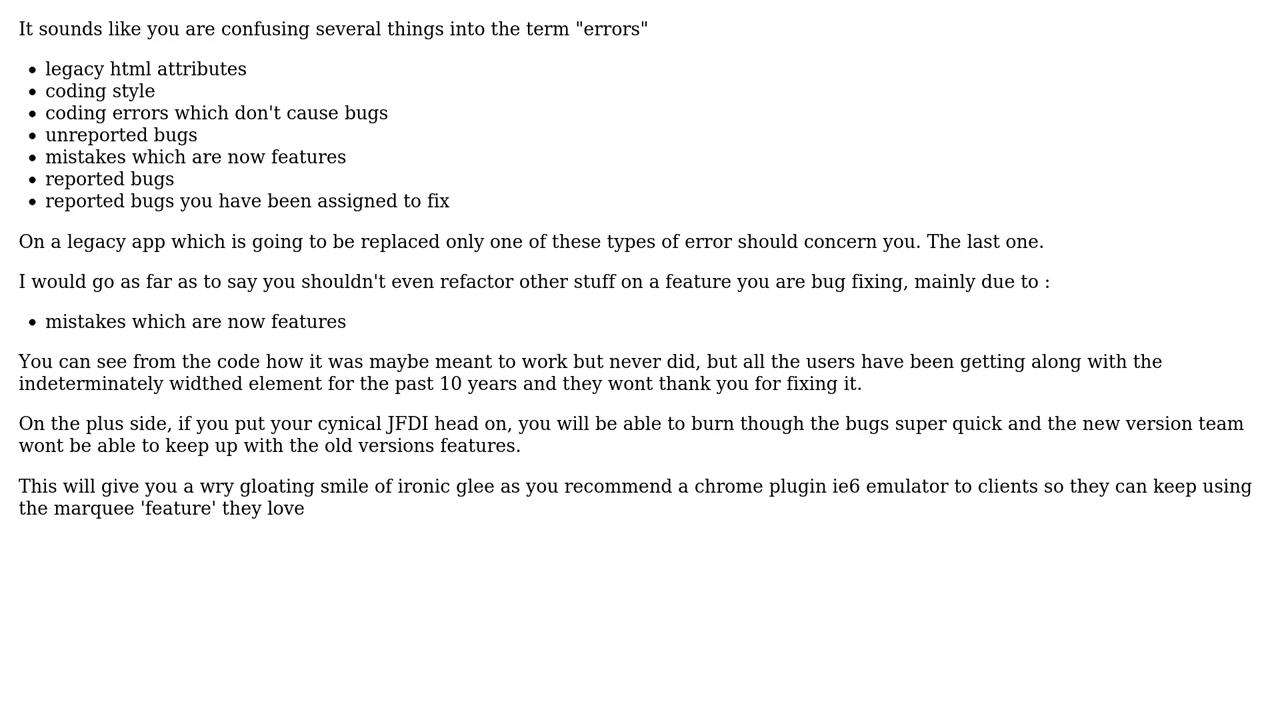 It sounds like you are confusing several things into the term "errors"
• legacy html attributes
• coding style
• coding errors which don't cause bugs
• unreported bugs
• mistakes which are now features
• reported bugs
• reported bugs you have been assigned to fix
On a legacy app which is going to be replaced only one of these types of error should concern you. The last one.
I would go as far as to say you shouldn't even refactor other stuff on a feature you are bug fixing, mainly due to :
• mistakes which are now features
You can see from the code how it was maybe meant to work but never did, but all the users have been getting along with the
indeterminately widthed element for the past 10 years and they wont thank you for fixing it.
On the plus side, if you put your cynical JFDI head on, you will be able to burn though the bugs super quick and the new version team
wont be able to keep up with the old versions features.
This will give you a wry gloating smile of ironic glee as you recommend a chrome plugin ie6 emulator to clients so they can keep using
the marquee 'feature' they love